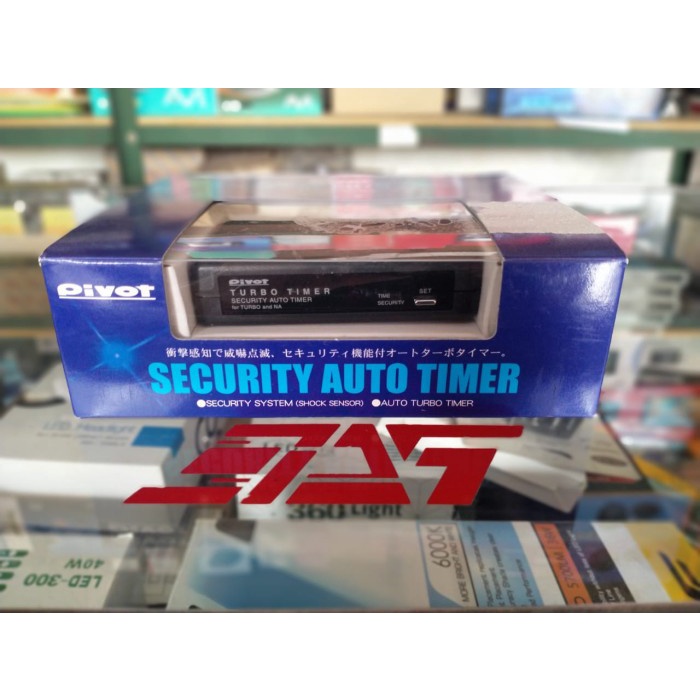 Pivot
Pivot
TURBO TIMER
SECURITY AUTO TIMER
for TURBO and NA
TIME
SECURITY
SET
衝撃感知で威嚇点滅、セキュリティ機能付オートターボタイマー。
SECURITY AUTO TIMER
●SECURITY SYSTEM (SHOCK SENSOR) ●AUTO TURBO TIMER
LED Headlight
360 Light
LED-300
40W
6000K